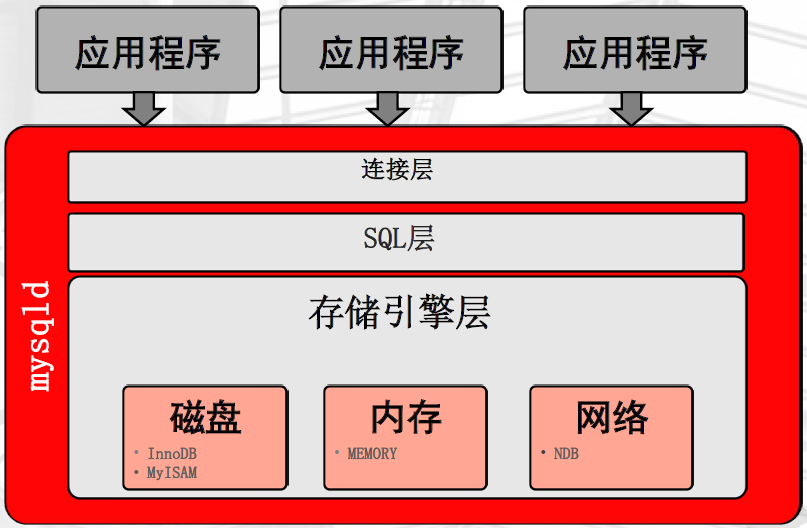 应用程序
应用程序
应用程序
mysqld
连接层
SQL层
存储引擎层
磁盘
• InnoDB
• MyISAM
内存
• MEMORY
网络
• NDB